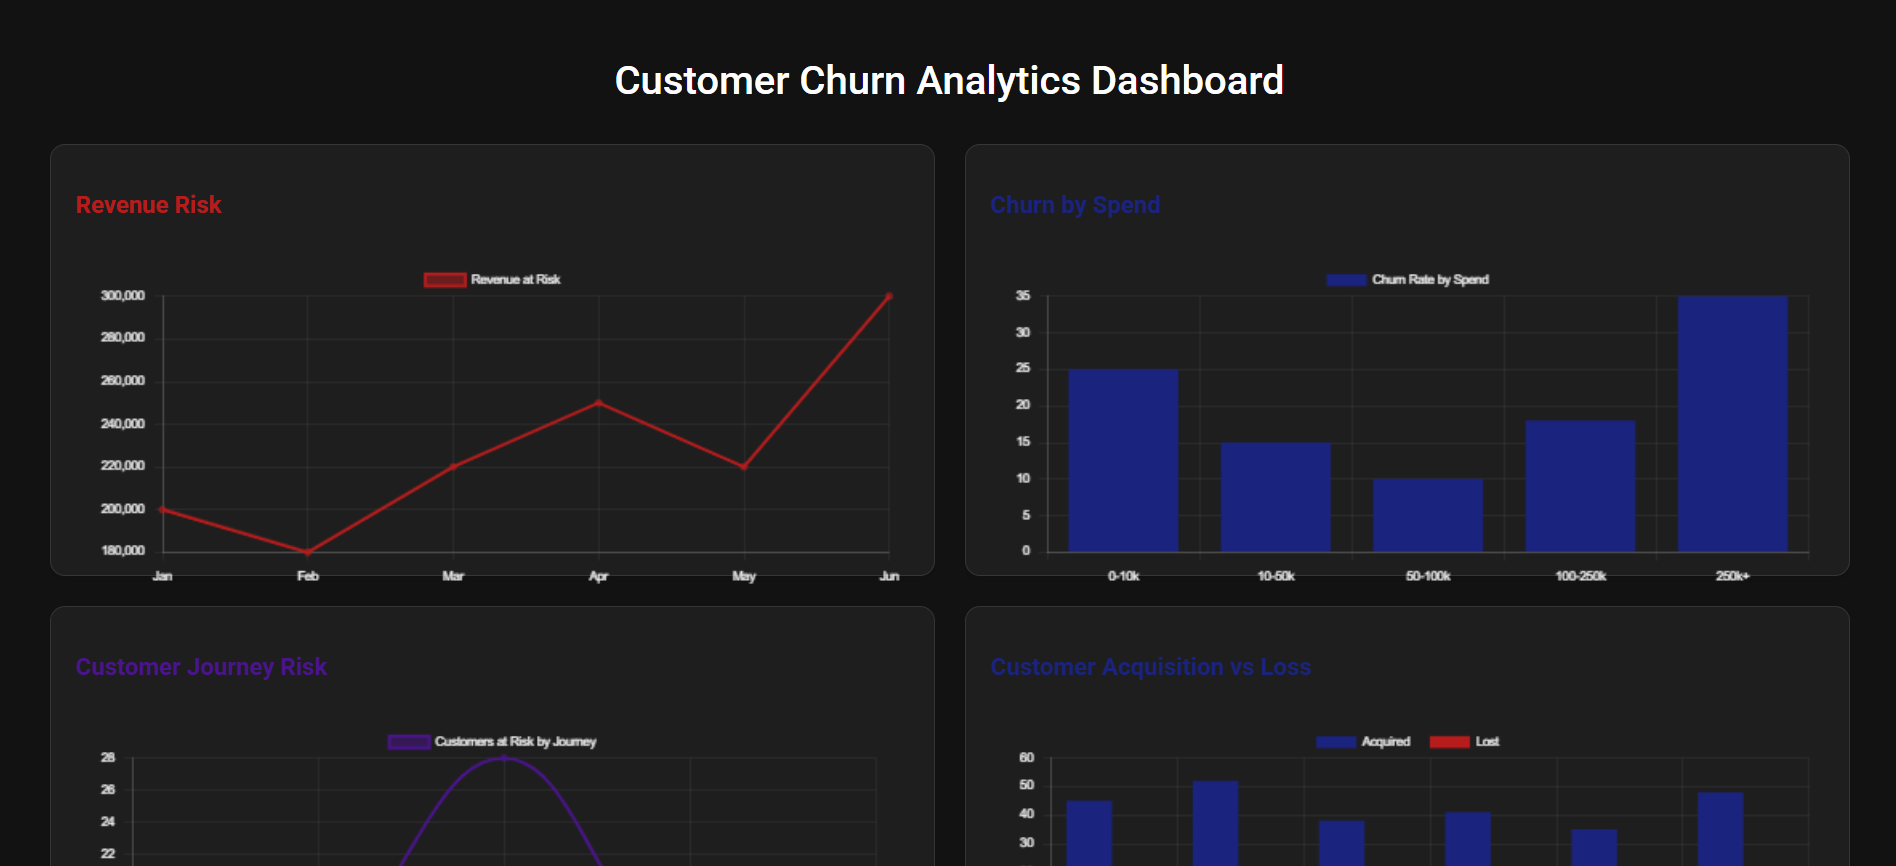 Customer Churn Analytics Dashboard
Revenue Risk
Revenue at Risk
300,000
280,000
260,000
240,000
220,000
200,000
180,000
Jan Feb Mar Apr May Jun
Churn by Spend
Churn Rate by Spend
35
30
25
20
15
10
5
0
0-10k 10-50k 50-100k 100-250k 250k+
Customer Journey Risk
Customers at Risk by Journey
28
26
24
22
Customer Acquisition vs Loss
Acquired Lost
60
50
40
30